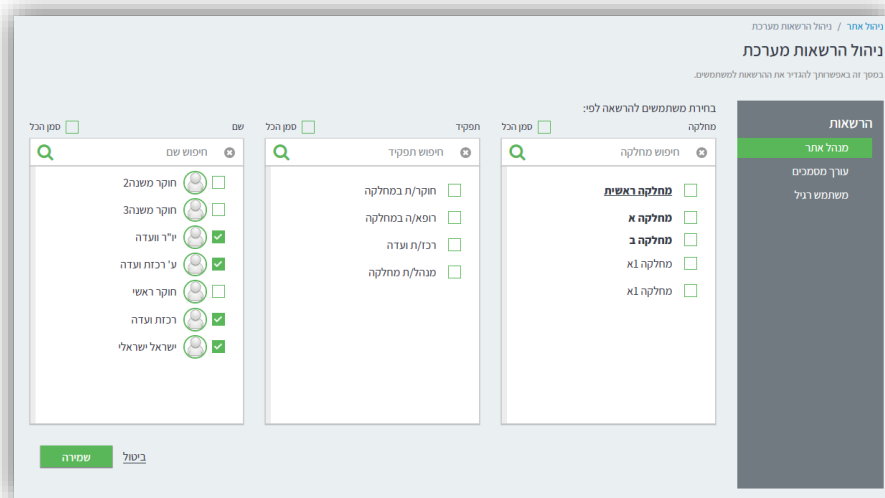 ניהול אתר / ניהול הרשאות מערכת
ניהול הרשאות מערכת
במסך זה באפשרותך להגדיר את ההרשאות למשתמשים.
הרשאות
מנהל אתר
עורך מסמכים
משתמש רגיל
בחירת משתמשים להרשאה לפי:
מחלקה
סמן הכל
חיפוש מחלקה
מחלקה ראשית
מחלקה א
מחלקה ב
מחלקה 1א
מחלקה 1א
תפקיד
סמן הכל
חיפוש תפקיד
חוקר/ת במחלקה
רופא/ה במחלקה
רכז/ת ועדה
מנהל/ת מחלקה
שם
סמן הכל
חיפוש שם
חוקר משנה2
חוקר משנה3
יו"ר וועדה
ע' רכזת ועדה
חוקר ראשי
רכזת ועדה
ישראל ישראלי
ביטול
שמירה